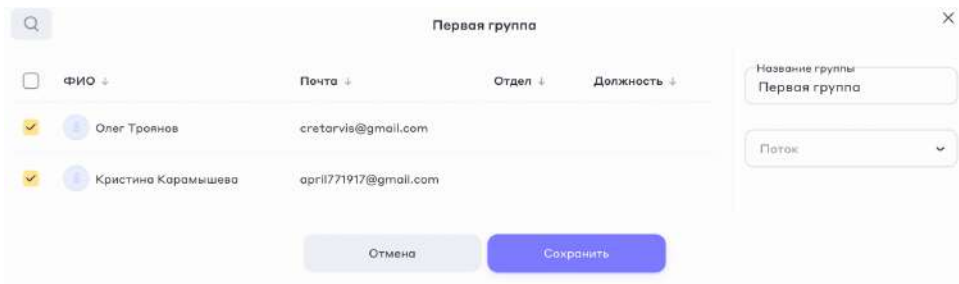 Первая группа
ФИО ↓ Почта ↓ Отдел ↓ Должность ↓
Название группы
Первая группа
Олег Троянов cretarvis@gmail.com
Поток
Кристина Карамышева april771917@gmail.com
Отмена Сохранить